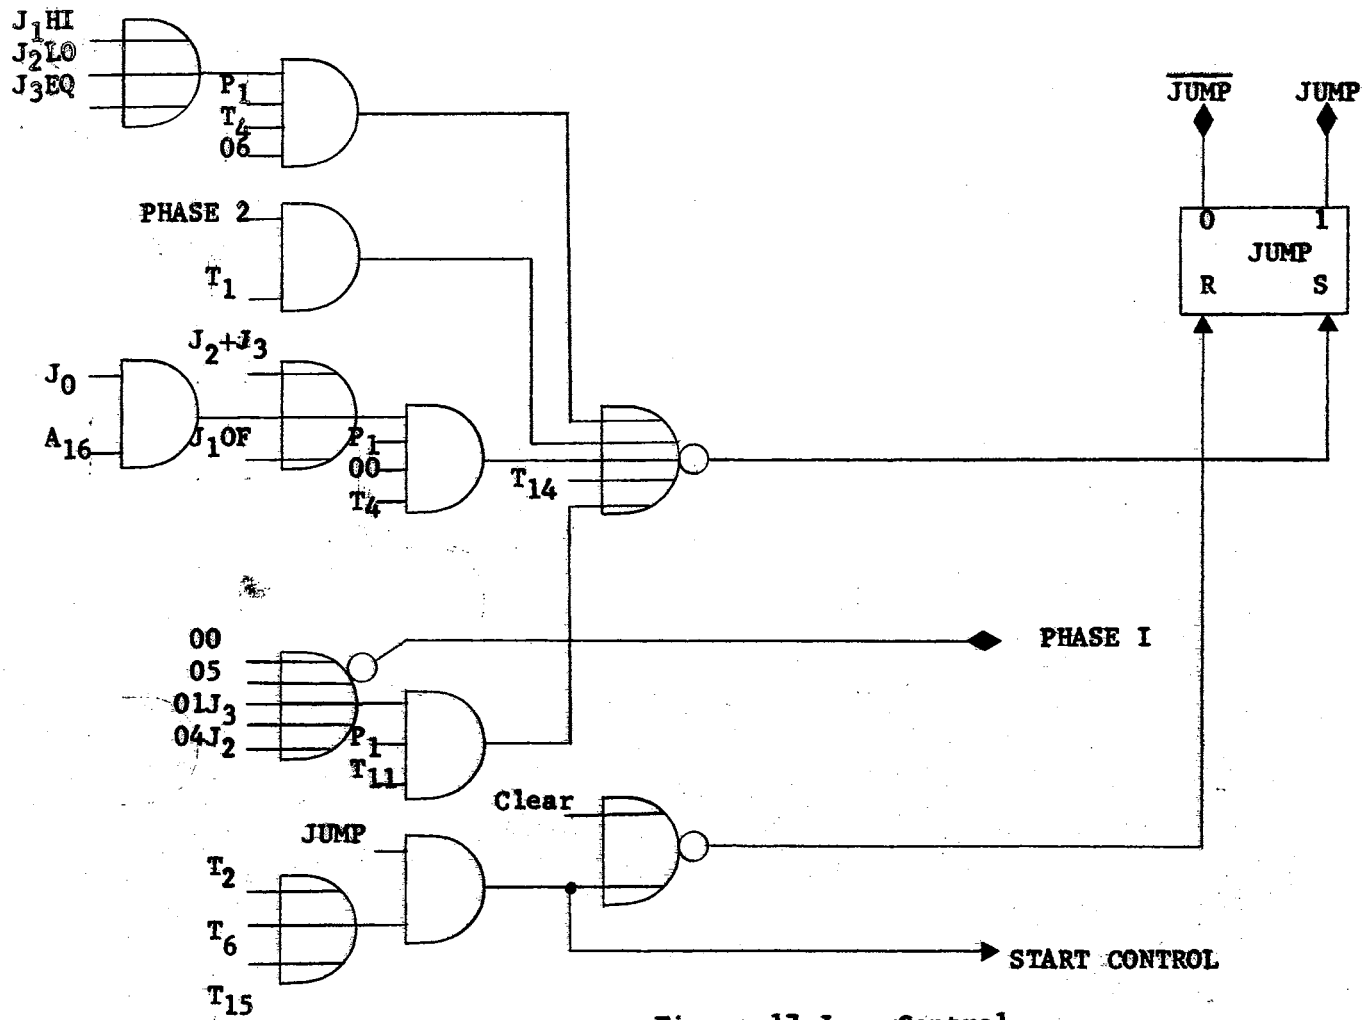 J1HI
J2LO
J3EQ
P1
T4
06
PHASE 2
T1
J2+J3
J0
A16
J1OF
P1
00
T4
T14
JUMP
JUMP
0 1
JUMP
R S
00
05
01J3
04J2
P1
T11
PHASE I
Clear
JUMP
T2
T6
T15
START CONTROL